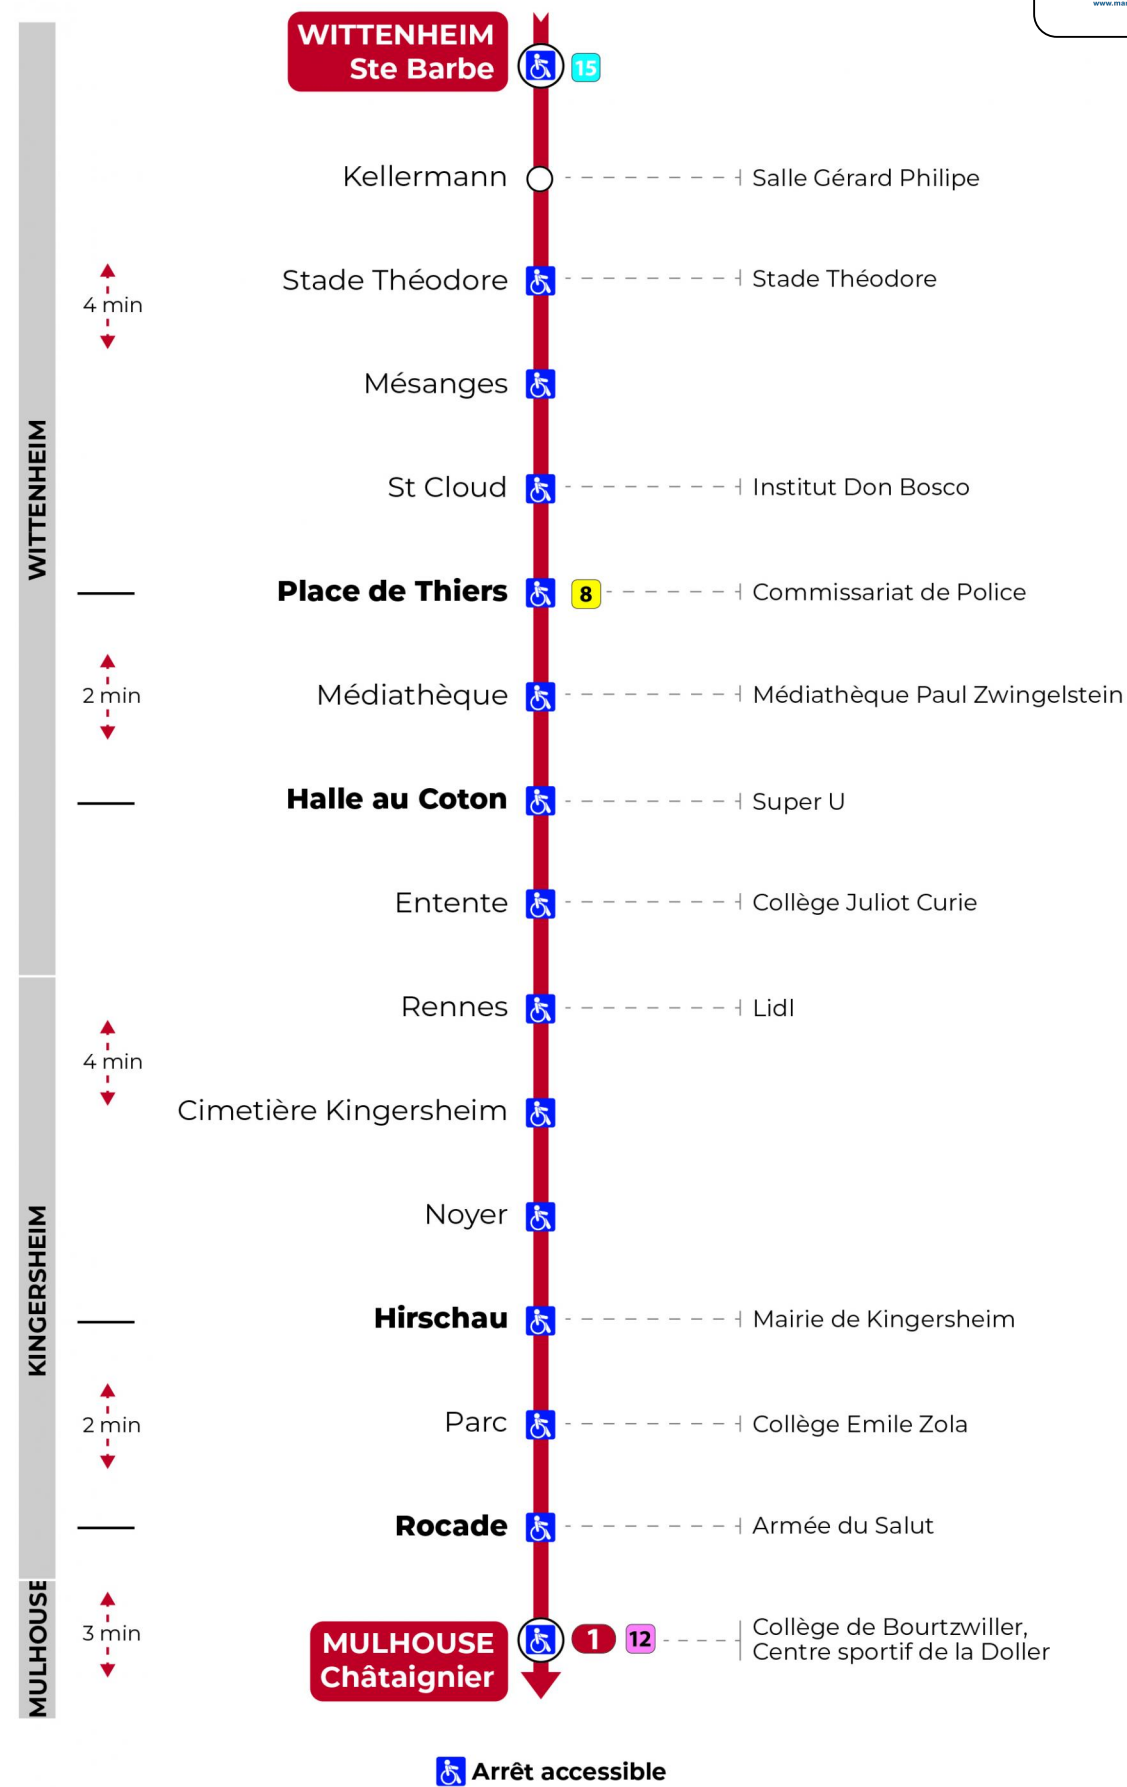 www.ma
WITTENHEIM
Ste Barbe
15
Kellermann
Salle Gérard Philipe
Stade Théodore
Stade Théodore
4 min
Mésanges
WITTENHEIM
St Cloud
Institut Don Bosco
Place de Thiers
8
Commissariat de Police
2 min
Médiathèque
Médiathèque Paul Zwingelstein
Halle au Coton
Super U
Entente
Collège Juliot Curie
Rennes
Lidl
4 min
Cimetière Kingersheim
Noyer
KINGERSHEIM
Hirschau
Mairie de Kingersheim
2 min
Parc
Collège Emile Zola
Rocade
Armée du Salut
MULHOUSE
3 min
MULHOUSE
Châtaignier
1
12
Collège de Bourtzwiller,
Centre sportif de la Doller
Arrêt accessible